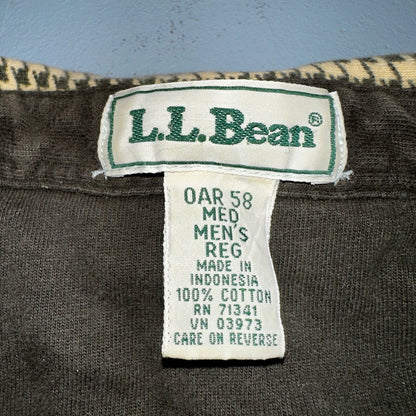 L.L.Bean®
OAR 58
MED
MEN'S
REG
MADE IN
INDONESIA
100% COTTON
RN 71341
VN 03973
CARE ON REVERSE